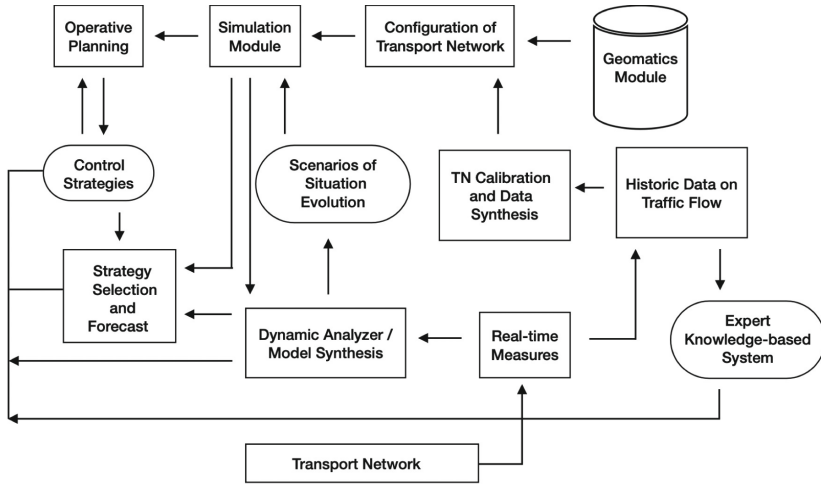 Operative
Planning
Simulation
Module
Configuration of
Transport Network
Geomatics
Module
Control
Strategies
Scenarios of
Situation
Evolution
TN Calibration
and Data
Synthesis
Historic Data on
Traffic Flow
Strategy
Selection
and
Forecast
Dynamic Analyzer /
Model Synthesis
Real-time
Measures
Expert
Knowledge-based
System
Transport Network